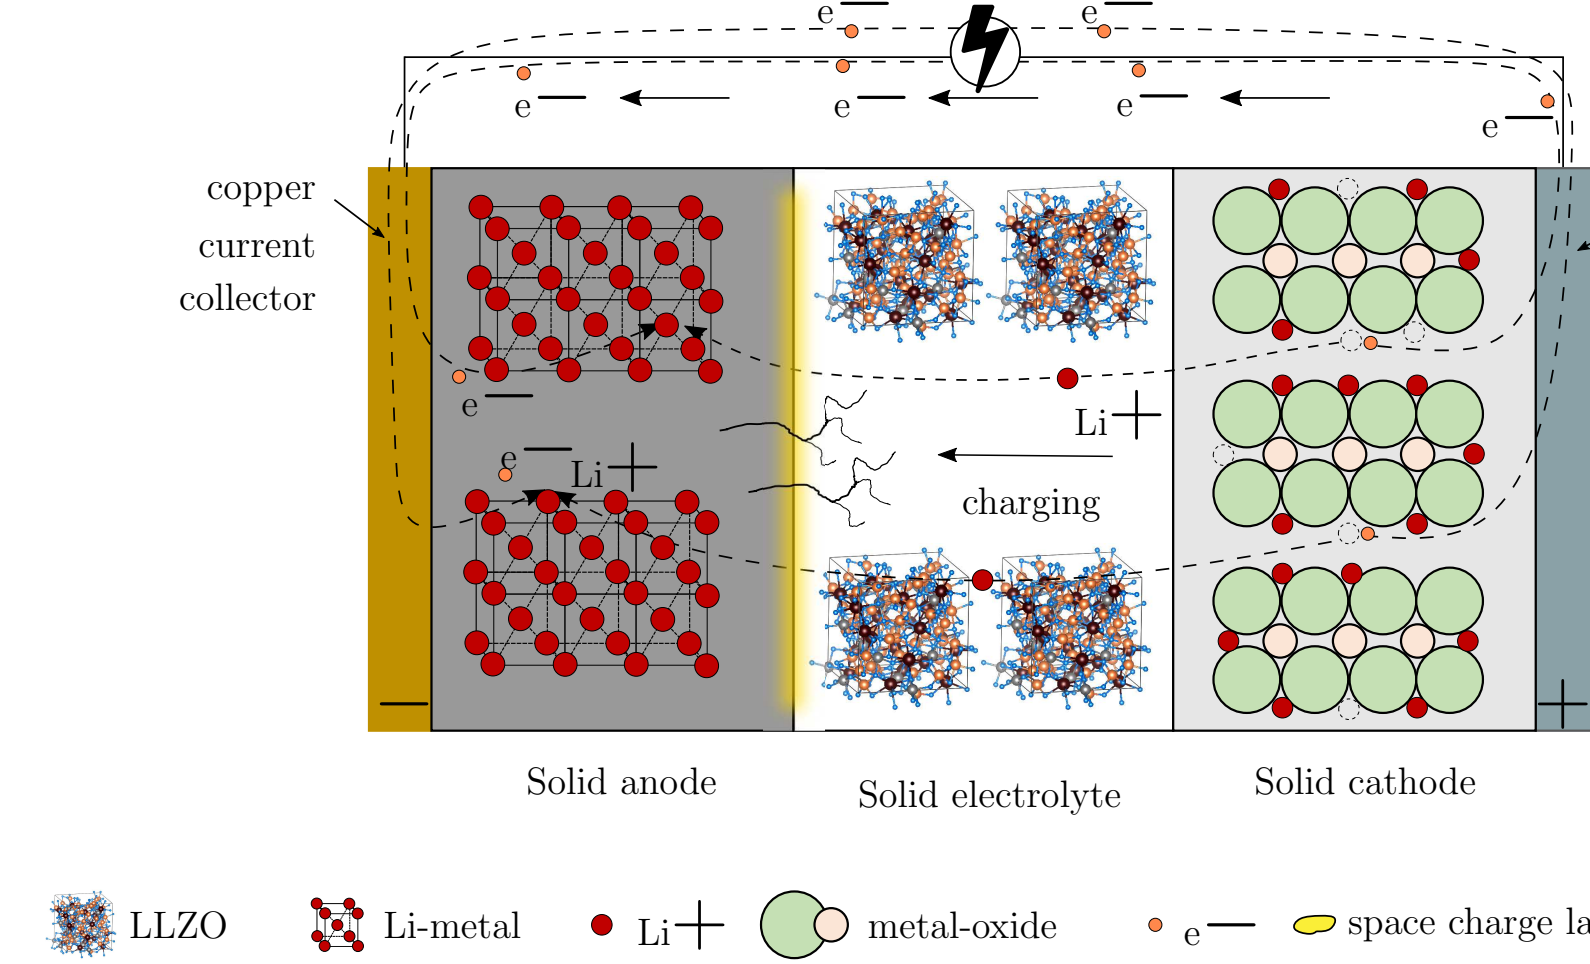 e—
e—
e—
e—
e—
e—
copper
current
collector
e—
Li+
e—
Li+
charging
—
+
Solid anode
Solid electrolyte
Solid cathode
LLZO
Li-metal
Li+
metal-oxide
e—
space charge la